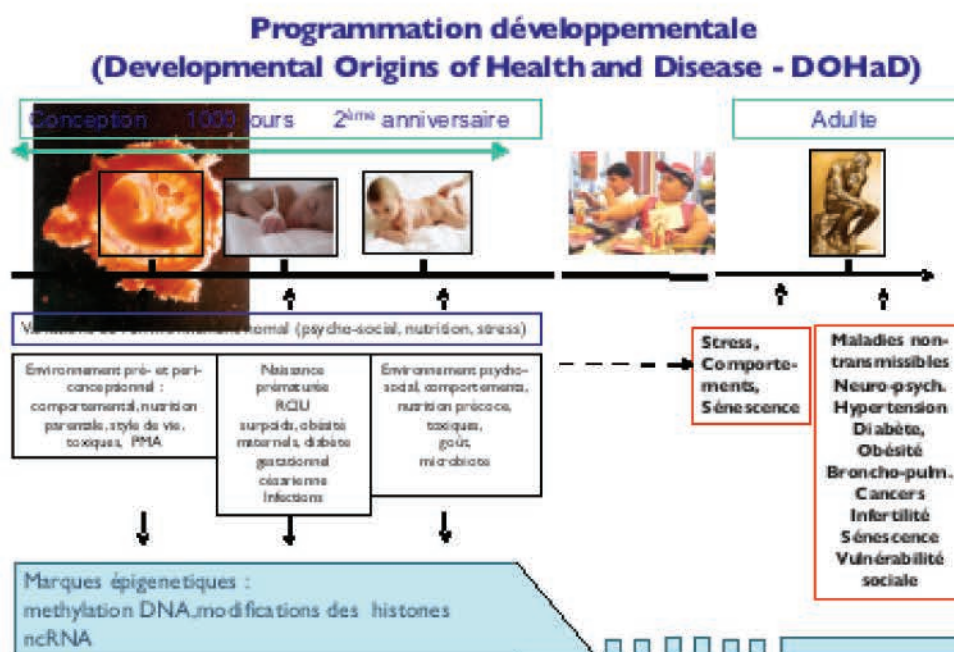 Programmation développementale
(Developmental Origins of Health and Disease - DOHaD)
Conception 1000 jours 2ème anniversaire
Adulte
normal (psycho-social, nutrition, stress)
Environnement pré- et peri-
conceptionnel :
comportemental, nutrition
parentale, style de vie,
toxiques, PMA
Naissance
prématurée
RCIU
surpoids, obésité
maternels, diabète
gestationnel
césarienne
Infections
Environnement psycho-
social, comportements,
nutrition précoce,
toxiques,
goût,
microbiote
Stress,
Comporte-
ments,
Sénescence
Maladies non-
transmissibles
Neuro-psych.
Hypertension
Diabète,
Obésité
Broncho-pulm.
Cancers
Infertilité
Sénescence
Vulnérabilité
sociale
Marques épigenetiques :
methylation DNA,modifications des histones
ncRNA